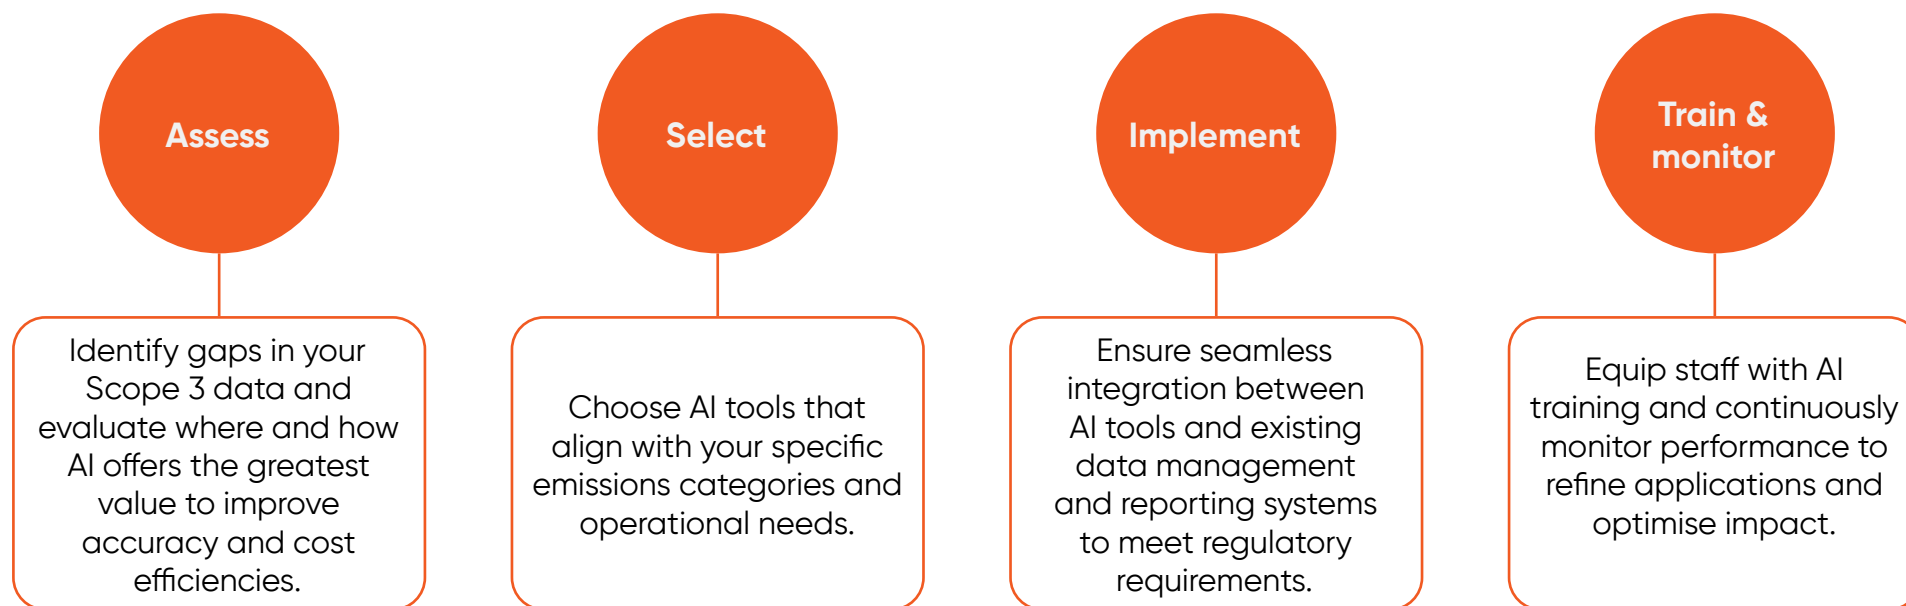 Assess
Identify gaps in your
Scope 3 data and
evaluate where and how
AI offers the greatest
value to improve
accuracy and cost
efficiencies.
Select
Choose AI tools that
align with your specific
emissions categories and
operational needs.
Implement
Ensure seamless
integration between
AI tools and existing
data management
and reporting systems
to meet regulatory
requirements.
Train &
monitor
Equip staff with AI
training and continuously
monitor performance to
refine applications and
optimise impact.